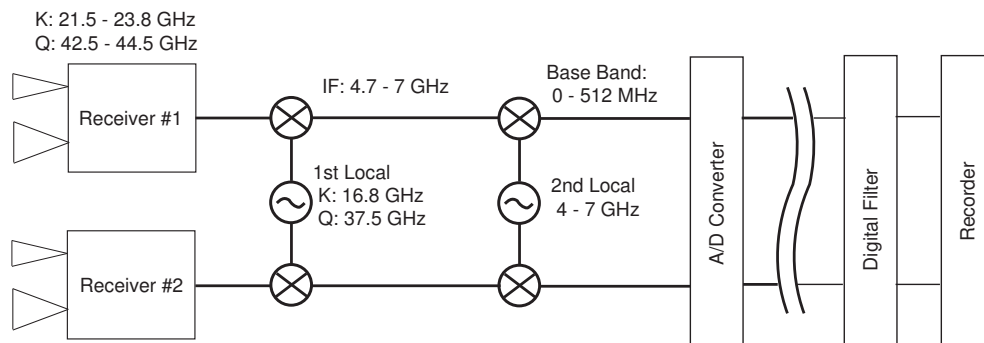 K: 21.5 - 23.8 GHz
Q: 42.5 - 44.5 GHz
Receiver #1
IF: 4.7 - 7 GHz
Base Band:
0 - 512 MHz
1st Local
K: 16.8 GHz
Q: 37.5 GHz
2nd Local
4 - 7 GHz
Receiver #2
A/D Converter
Digital Filter
Recorder